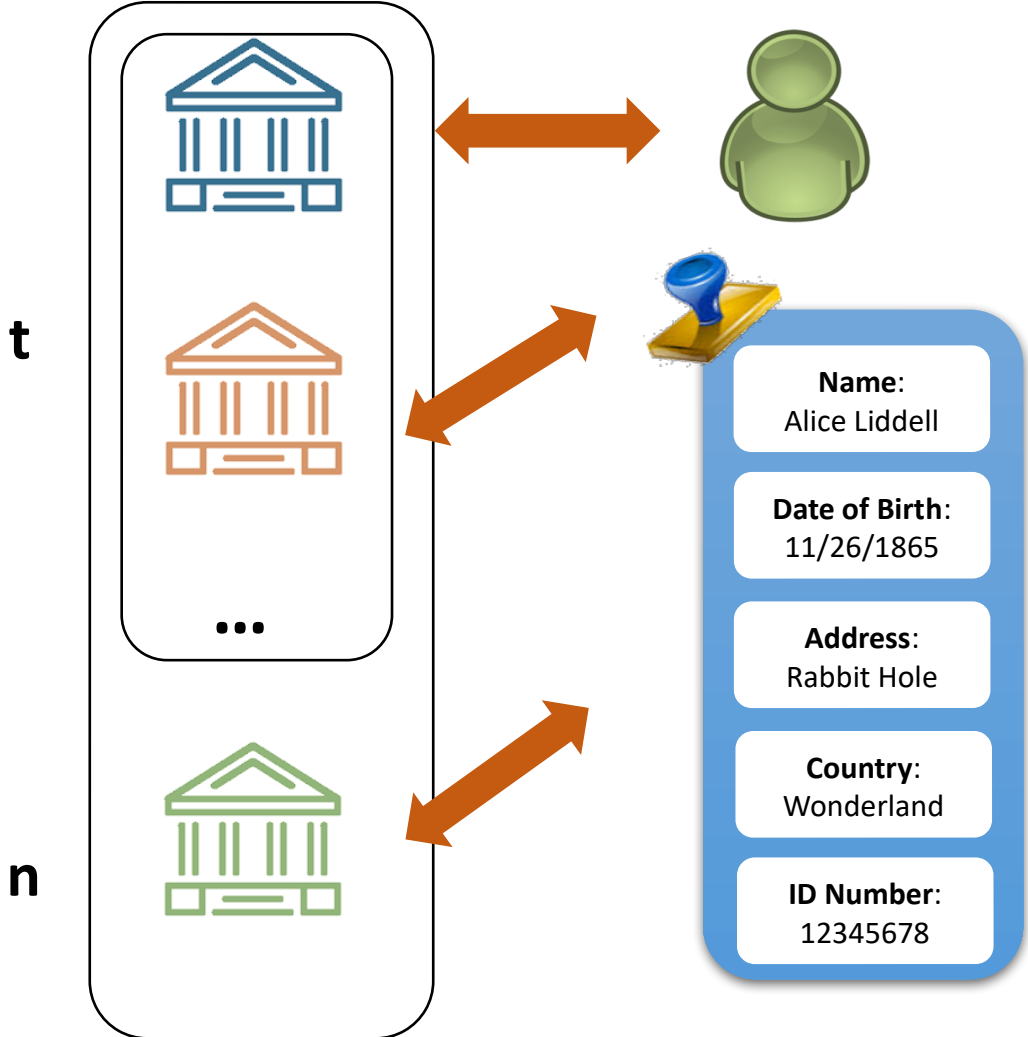 t
...
n
Name:
Alice Liddell
Date of Birth:
11/26/1865
Address:
Rabbit Hole
Country:
Wonderland
ID Number:
12345678